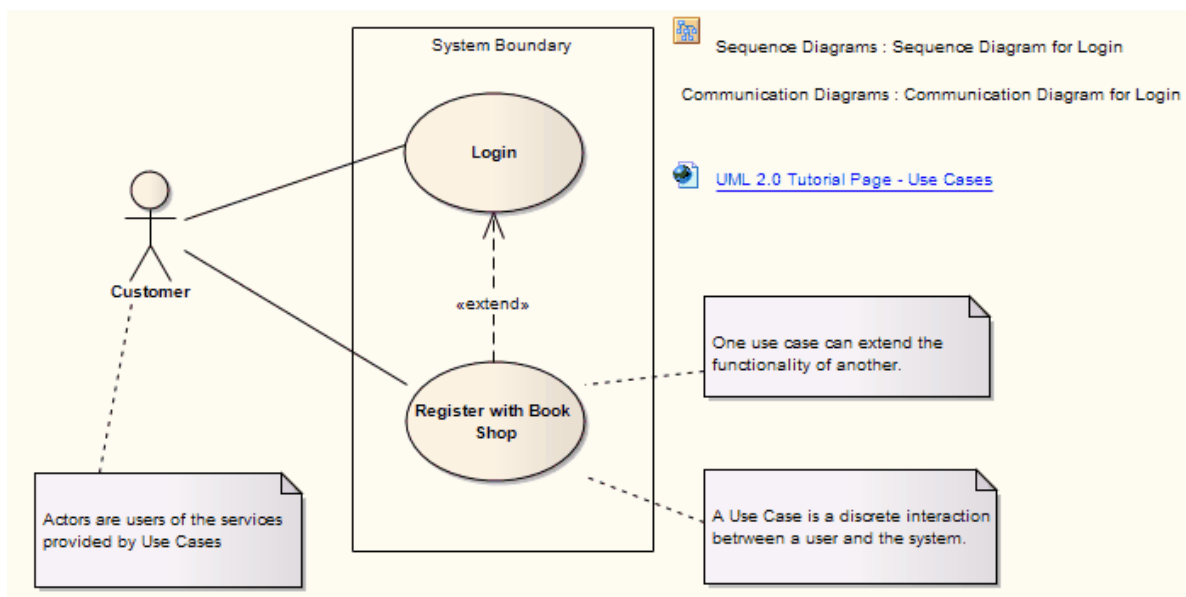 System Boundary
Sequence Diagrams : Sequence Diagram for Login
Communication Diagrams : Communication Diagram for Login
Login
UML 2.0 Tutorial Page - Use Cases
Customer
«extend»
One use case can extend the
functionality of another.
Register with Book
Shop
Actors are users of the services
provided by Use Cases
A Use Case is a discrete interaction
betrween a user and the system.